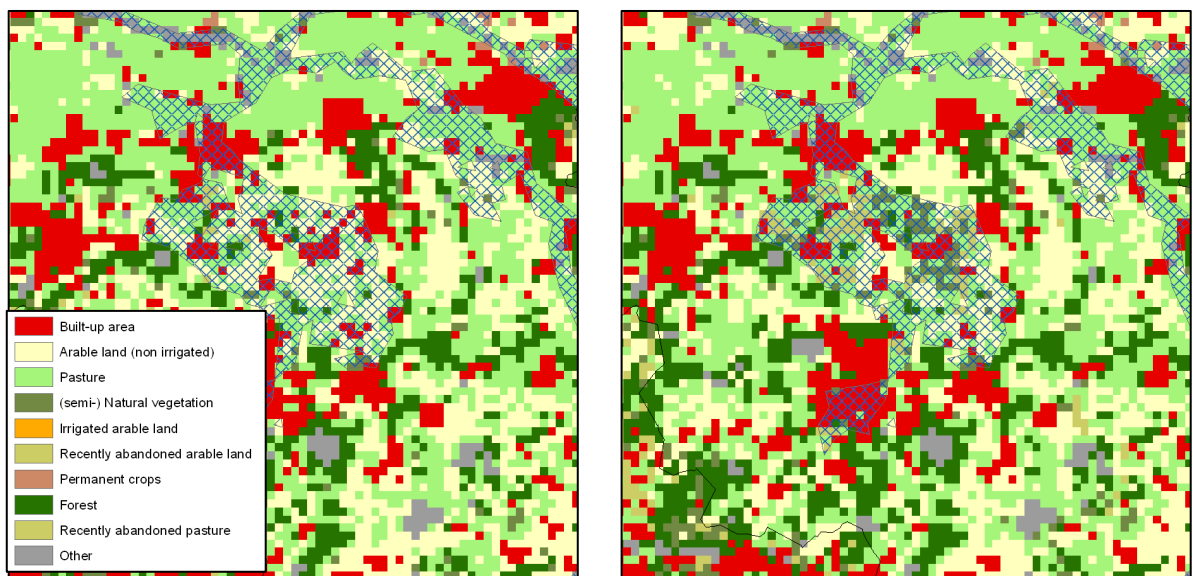 Built-up area
Arable land (non irrigated)
Pasture
(semi-) Natural vegetation
Irrigated arable land
Recently abandoned arable land
Permanent crops
Forest
Recently abandoned pasture
Other